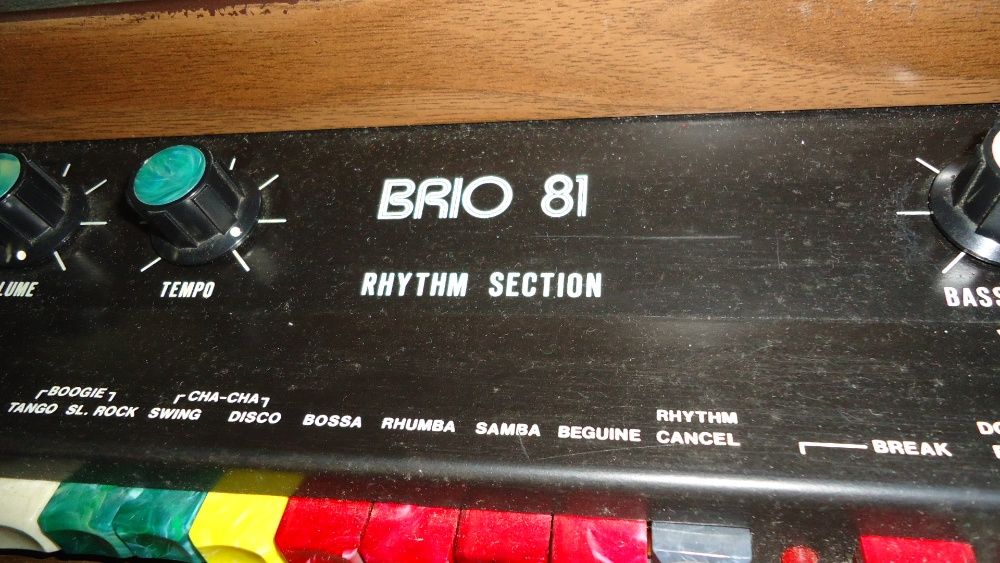 BRIO 81
TEMPO
RHYTHM SECTION
BOOGIE
CHA-CHA
TANGO SL. ROCK SWING DISCO BOSSA RHUMBA SAMBA BEGUINE RHYTHM CANCEL
BREAK
BASS